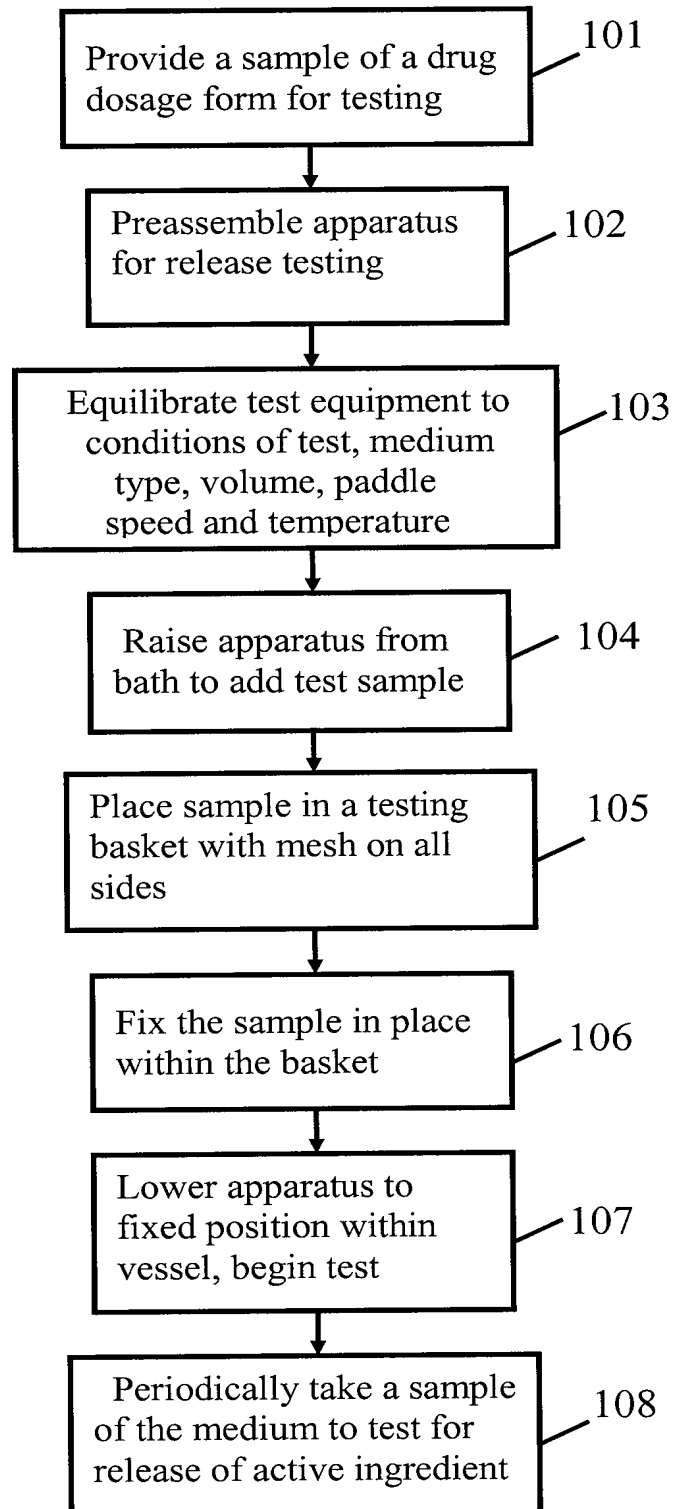 101
Provide a sample of a drug
dosage form for testing
102
Preassemble apparatus
for release testing
103
Equilibrate test equipment to
conditions of test, medium
type, volume, paddle
speed and temperature
104
Raise apparatus from
bath to add test sample
105
Place sample in a testing
basket with mesh on all
sides
106
Fix the sample in place
within the basket
107
Lower apparatus to
fixed position within
vessel, begin test
108
Periodically take a sample
of the medium to test for
release of active ingredient